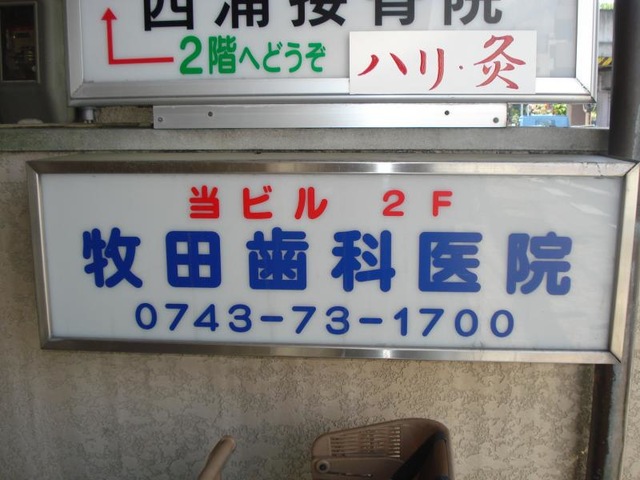 西浦接骨院
2階へどうぞ
ハリ・灸
当ビル 2F
牧田歯科医院
0743-73-1700